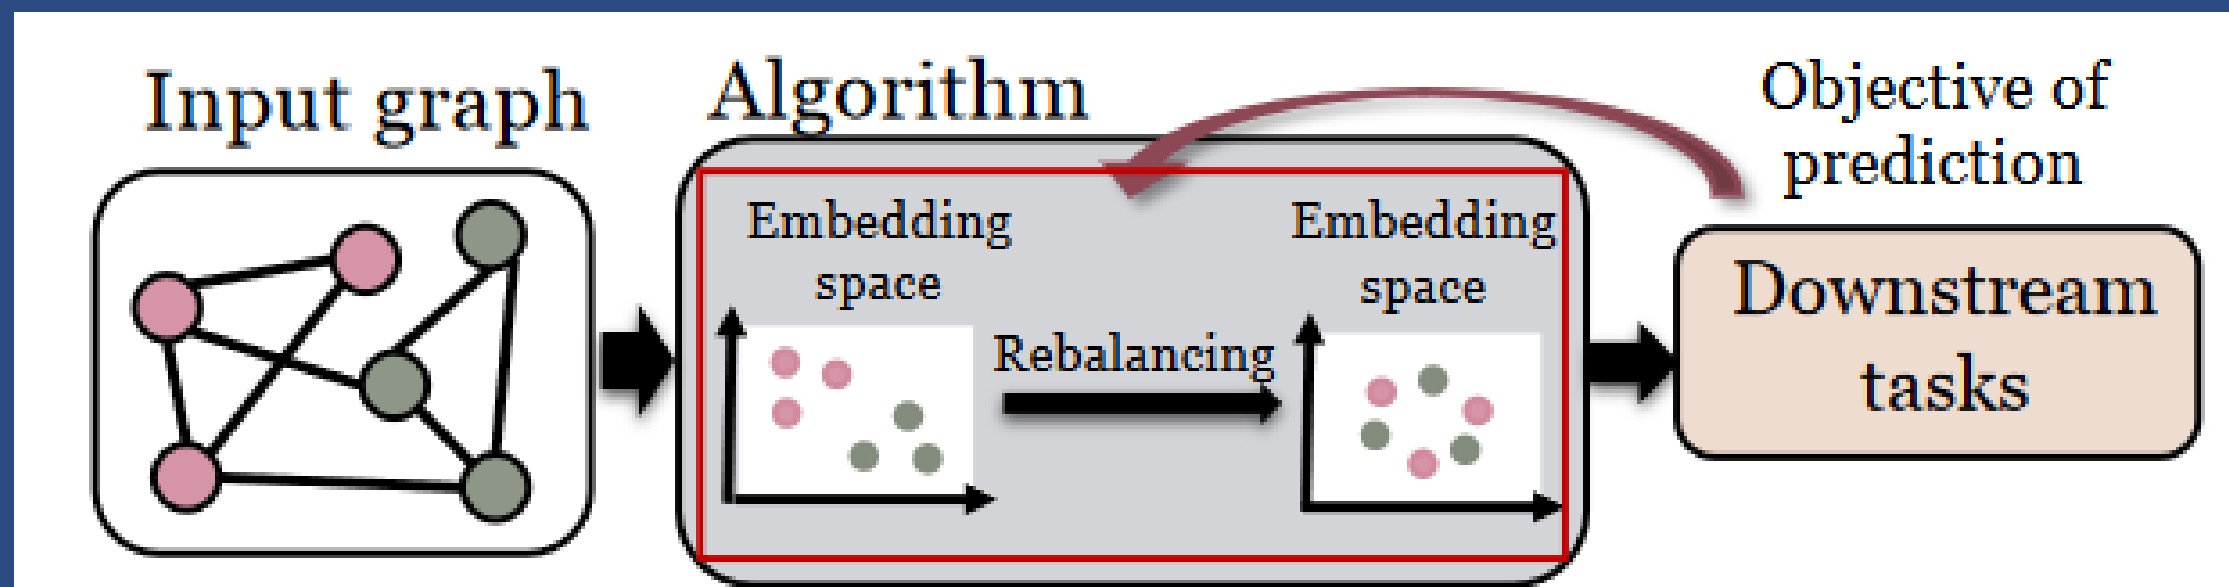 Input graph
Algorithm
Embedding
space
Rebalancing
Embedding
space
Objective of
prediction
Downstream
tasks